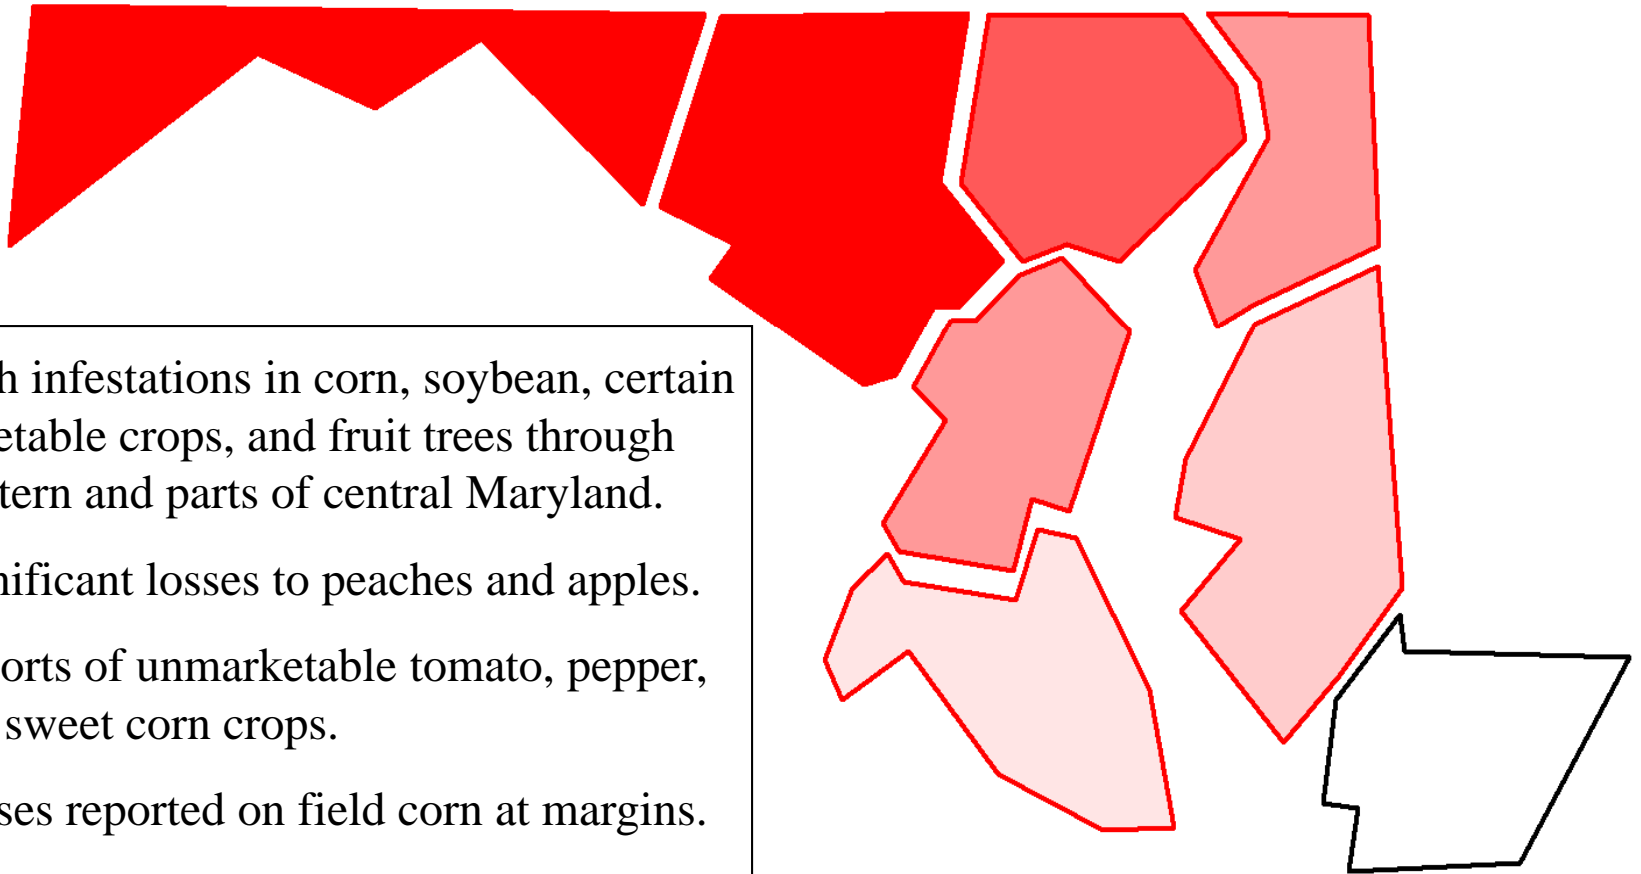 h infestations in corn, soybean, certain
etable crops, and fruit trees through
tern and parts of central Maryland.
nificant losses to peaches and apples.
orts of unmarketable tomato, pepper,
sweet corn crops.
ses reported on field corn at margins.